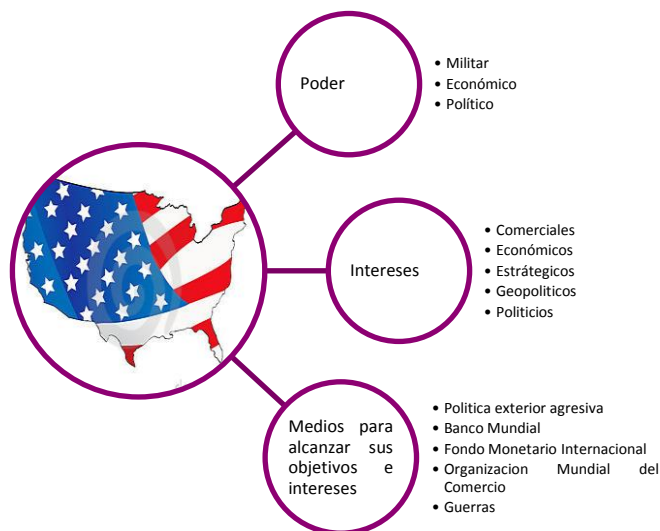 Poder
• Militar
• Económico
• Político
Intereses
• Comerciales
• Económicos
• Estrátegicos
• Geopoliticos
• Politicios
Medios para
alcanzar sus
objetivos e
intereses
• Politica exterior agresiva
• Banco Mundial
• Fondo Monetario Internacional
• Organizacion Mundial del
Comercio
• Guerras